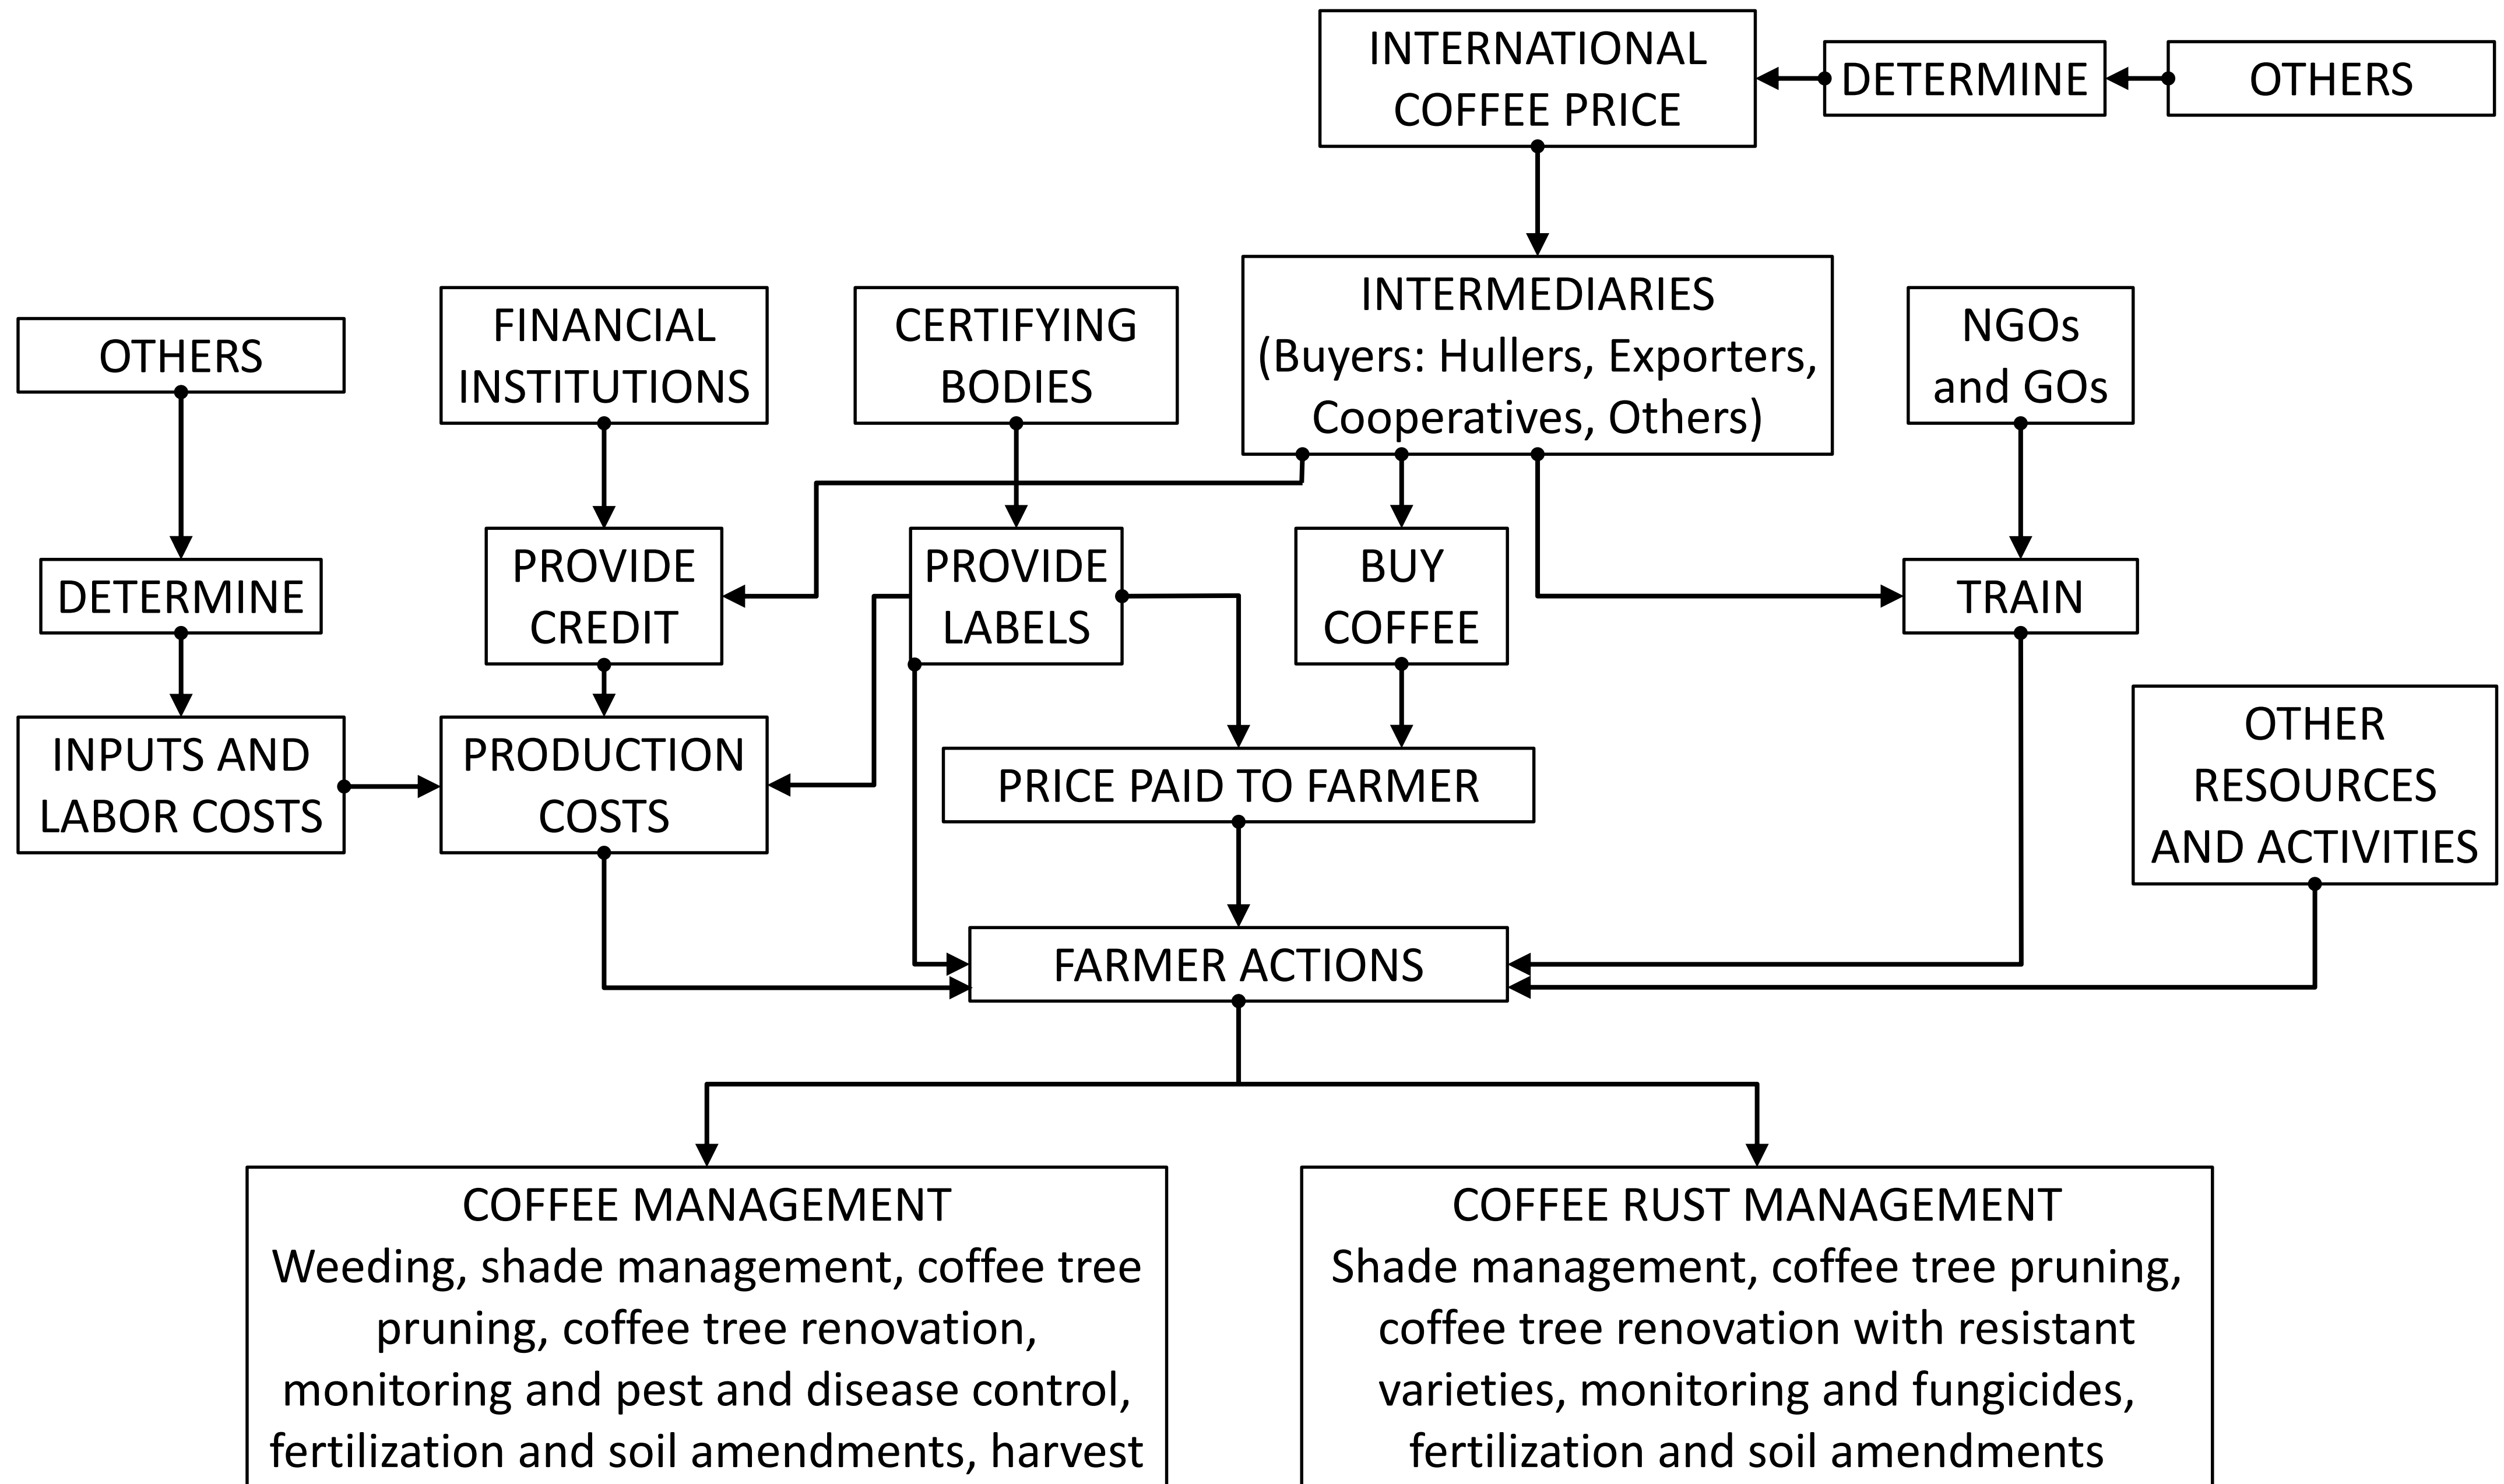 INTERNATIONAL
COFFEE PRICE
DETERMINE
OTHERS
OTHERS
FINANCIAL
INSTITUTIONS
CERTIFYING
BODIES
INTERMEDIARIES
(Buyers: Hullers, Exporters,
Cooperatives, Others)
NGOs
and GOs
DETERMINE
PROVIDE
CREDIT
PROVIDE
LABELS
BUY
COFFEE
TRAIN
INPUTS AND
LABOR COSTS
PRODUCTION
COSTS
PRICE PAID TO FARMER
OTHER
RESOURCES
AND ACTIVITIES
FARMER ACTIONS
COFFEE MANAGEMENT
Weeding, shade management, coffee tree
pruning, coffee tree renovation,
monitoring and pest and disease control,
fertilization and soil amendments, harvest
COFFEE RUST MANAGEMENT
Shade management, coffee tree pruning,
coffee tree renovation with resistant
varieties, monitoring and fungicides,
fertilization and soil amendments